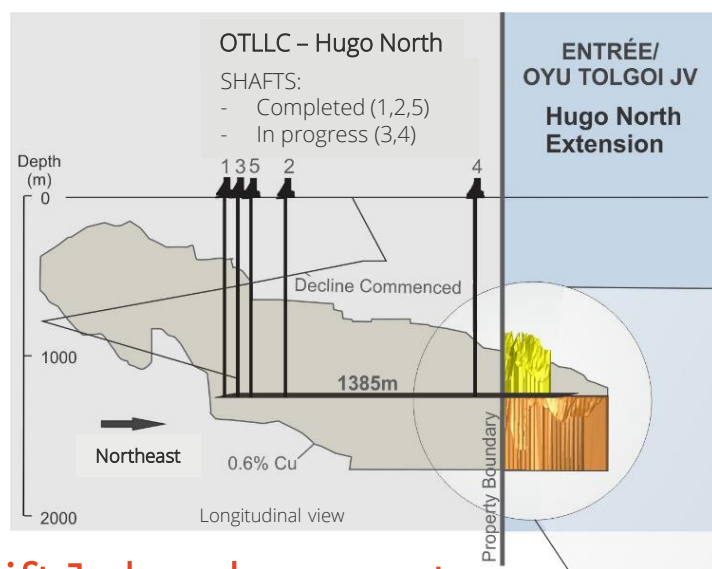 OTLLC – Hugo North
SHAFTS:
- Completed (1,2,5)
- In progress (3,4)
ENTRÉE/
OYU TOLGOI JV
Hugo North
Extension
Depth
(m)
1 3 5 2 4
0
Decline Commenced
1000
1385m
Northeast
0.6% Cu
Property Boundary
2000
Longitudinal view